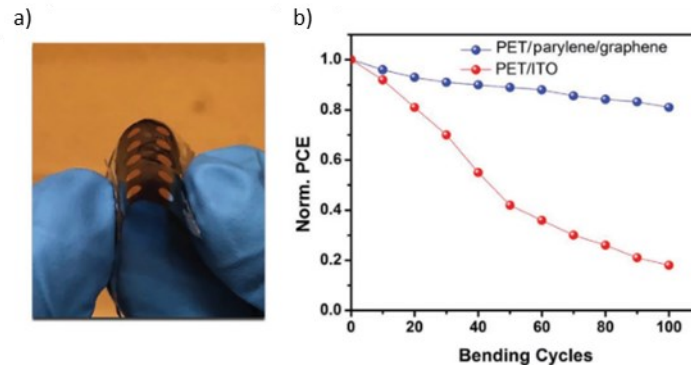 a)
b)
PET/parylene/graphene
PET/ITO
Norm. PCE
1.0
0.8
0.6
0.4
0.2
0.0
0 20 40 60 80 100
Bending Cycles